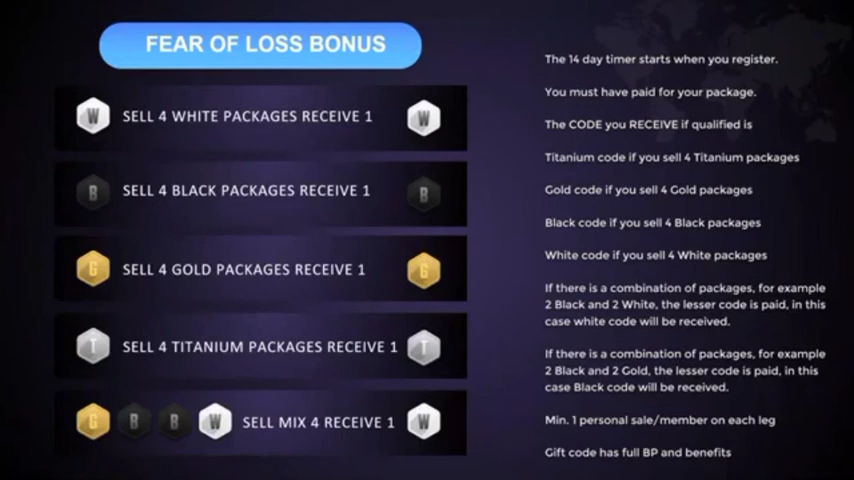 FEAR OF LOSS BONUS
W SELL 4 WHITE PACKAGES RECEIVE 1 W
B SELL 4 BLACK PACKAGES RECEIVE 1 B
G SELL 4 GOLD PACKAGES RECEIVE 1 G
T SELL 4 TITANIUM PACKAGES RECEIVE 1 T
G B B W SELL MIX 4 RECEIVE 1 W
The 14 day timer starts when you register.
You must have paid for your package.
The CODE you RECEIVE if qualified is
Titanium code if you sell 4 Titanium packages
Gold code if you sell 4 Gold packages
Black code if you sell 4 Black packages
White code if you sell 4 White packages
If there is a combination of packages, for example
2 Black and 2 White, the lesser code is paid, in this
case white code will be received.
If there is a combination of packages, for example
2 Black and 2 Gold, the lesser code is paid, in this
case Black code will be received.
Min. 1 personal sale/member on each leg
Gift code has full BP and benefits